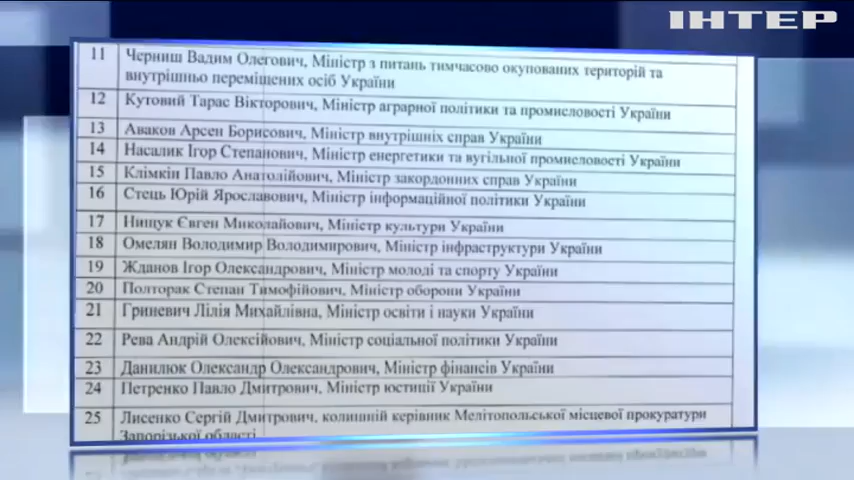 ІНТЕР
11 Черниш Вадим Олегович, Міністр з питань тимчасово окупованих територій та
внутрішньо переміщених осіб України
12 Кутовий Тарас Вікторович, Міністр аграрної політики та промисловості України
13 Аваков Арсен Борисович, Міністр внутрішніх справ України
14 Насалик Ігор Степанович, Міністр енергетики та вугільної промисловості України
15 Клімкін Павло Анатолійович, Міністр закордонних справ України
16 Стець Юрій Ярославович, Міністр інформаційної політики України
17 Нищук Євген Миколайович, Міністр культури України
18 Омелян Володимир Володимирович, Міністр інфраструктури України
19 Жданов Ігор Олександрович, Міністр молоді та спорту України
20 Полторак Степан Тимофійович, Міністр оборони України
21 Гриневич Лілія Михайлівна, Міністр освіти і науки України
22 Рева Андрій Олексійович, Міністр соціальної політики України
23 Данилюк Олександр Олександрович, Міністр фінансів України
24 Петренко Павло Дмитрович, Міністр юстиції України
25 Лисенко Сергій Дмитрович, колишній керівник Мелітопольської місцевої прокуратури
Запорізької області